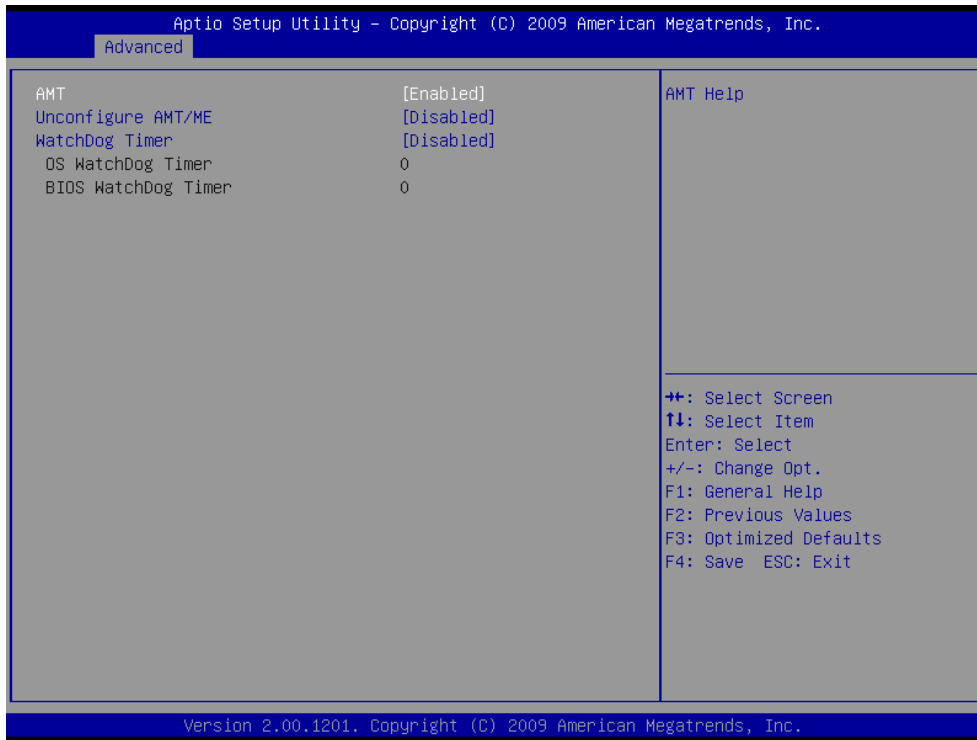 Aptio Setup Utility – Copyright (C) 2009 American Megatrends, Inc.
Advanced
AMT [Enabled]
Unconfigure AMT/ME [Disabled]
WatchDog Timer [Disabled]
OS WatchDog Timer 0
BIOS WatchDog Timer 0
AMT Help
→←: Select Screen
↑↓: Select Item
Enter: Select
+/-: Change Opt.
F1: General Help
F2: Previous Values
F3: Optimized Defaults
F4: Save ESC: Exit
Version 2.00.1201. Copyright (C) 2009 American Megatrends, Inc.